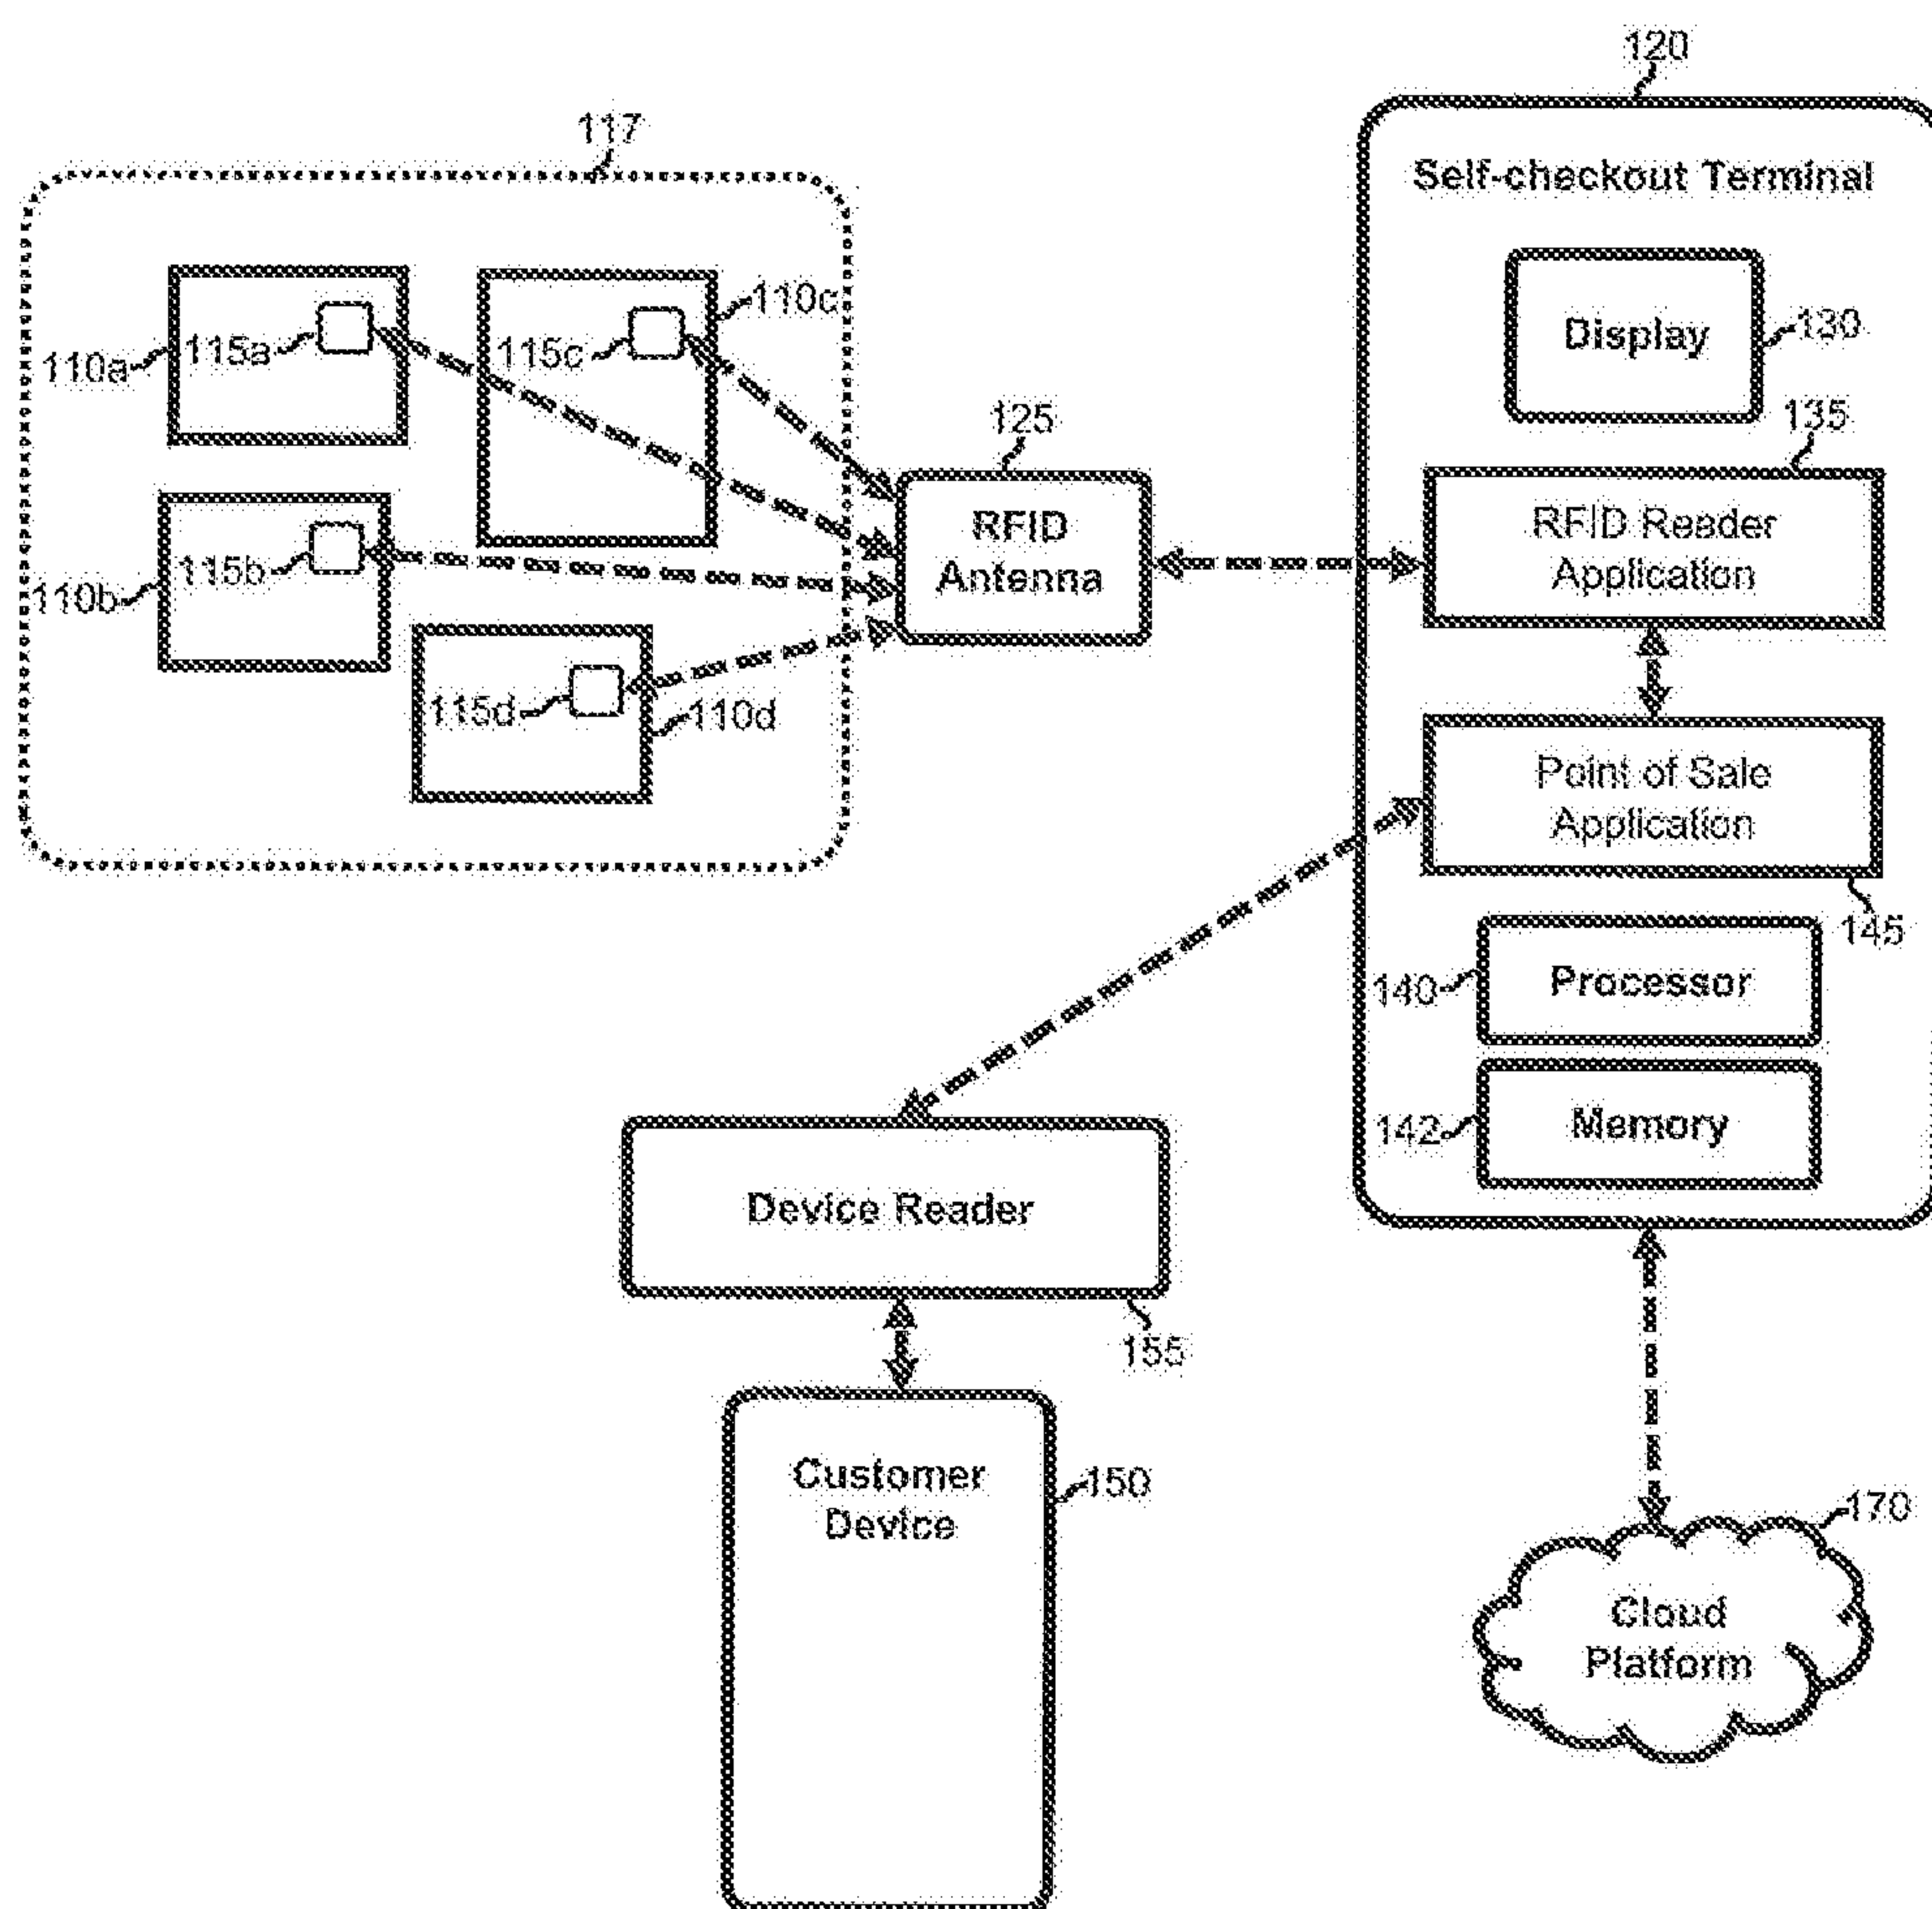 120
117
Self-checkout Terminal
110a
115a
115c
110c
Display
130
125
135
RFID
Antenna
RFID Reader
Application
110b
115b
115d
110d
Point of Sale
Application
145
140
Processor
142
Memory
Device Reader
155
Customer
Device
150
170
Cloud
Platform